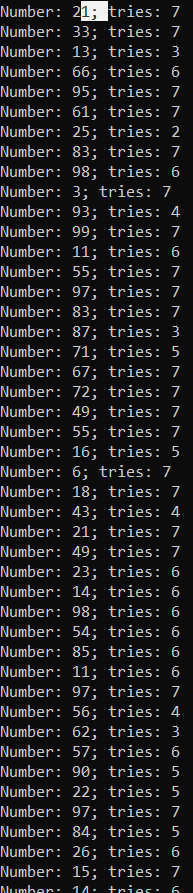 Number: 21; tries: 7
Number: 33; tries: 7
Number: 13; tries: 3
Number: 66; tries: 6
Number: 95; tries: 7
Number: 61; tries: 7
Number: 25; tries: 2
Number: 83; tries: 7
Number: 98; tries: 6
Number: 3; tries: 7
Number: 93; tries: 4
Number: 99; tries: 7
Number: 11; tries: 6
Number: 55; tries: 7
Number: 97; tries: 7
Number: 83; tries: 7
Number: 87; tries: 3
Number: 71; tries: 5
Number: 67; tries: 7
Number: 72; tries: 7
Number: 49; tries: 7
Number: 55; tries: 7
Number: 16; tries: 5
Number: 6; tries: 7
Number: 18; tries: 7
Number: 43; tries: 4
Number: 21; tries: 7
Number: 49; tries: 7
Number: 23; tries: 6
Number: 14; tries: 6
Number: 98; tries: 6
Number: 54; tries: 6
Number: 85; tries: 6
Number: 11; tries: 6
Number: 97; tries: 7
Number: 56; tries: 4
Number: 62; tries: 3
Number: 57; tries: 6
Number: 90; tries: 5
Number: 22; tries: 5
Number: 97; tries: 7
Number: 84; tries: 5
Number: 26; tries: 6
Number: 15; tries: 7
Number: 14; tries: 6